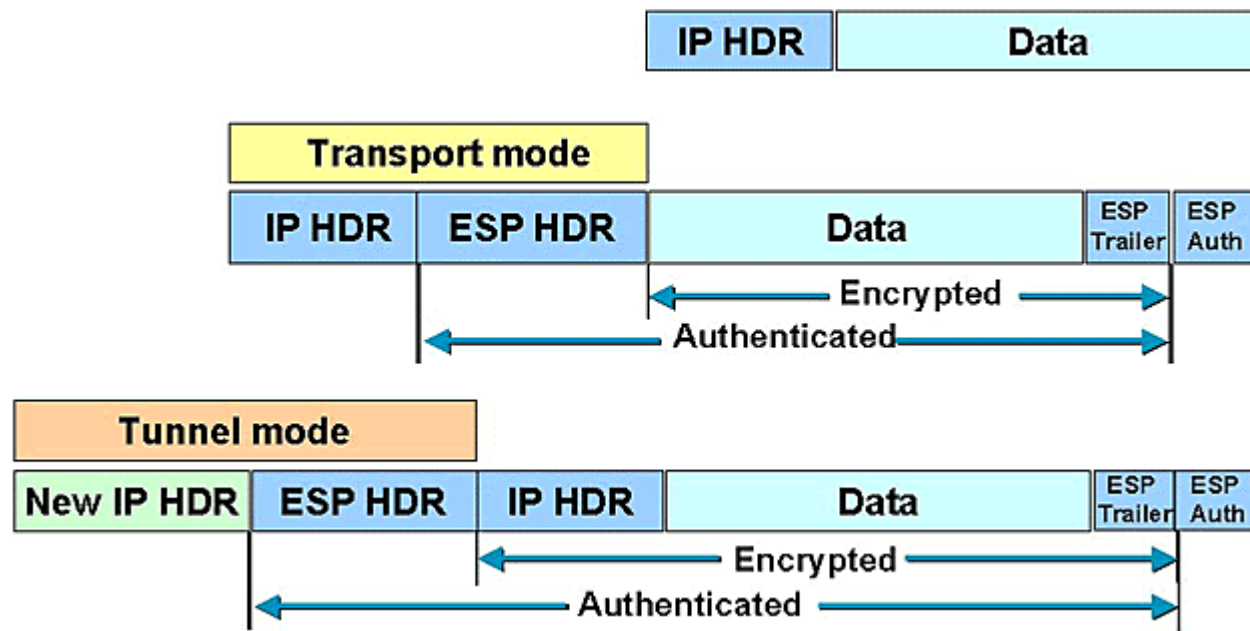 IP HDR Data
Transport mode
IP HDR ESP HDR Data ESP Trailer ESP Auth
Encrypted
Authenticated
Tunnel mode
New IP HDR ESP HDR IP HDR Data ESP Trailer ESP Auth
Encrypted
Authenticated